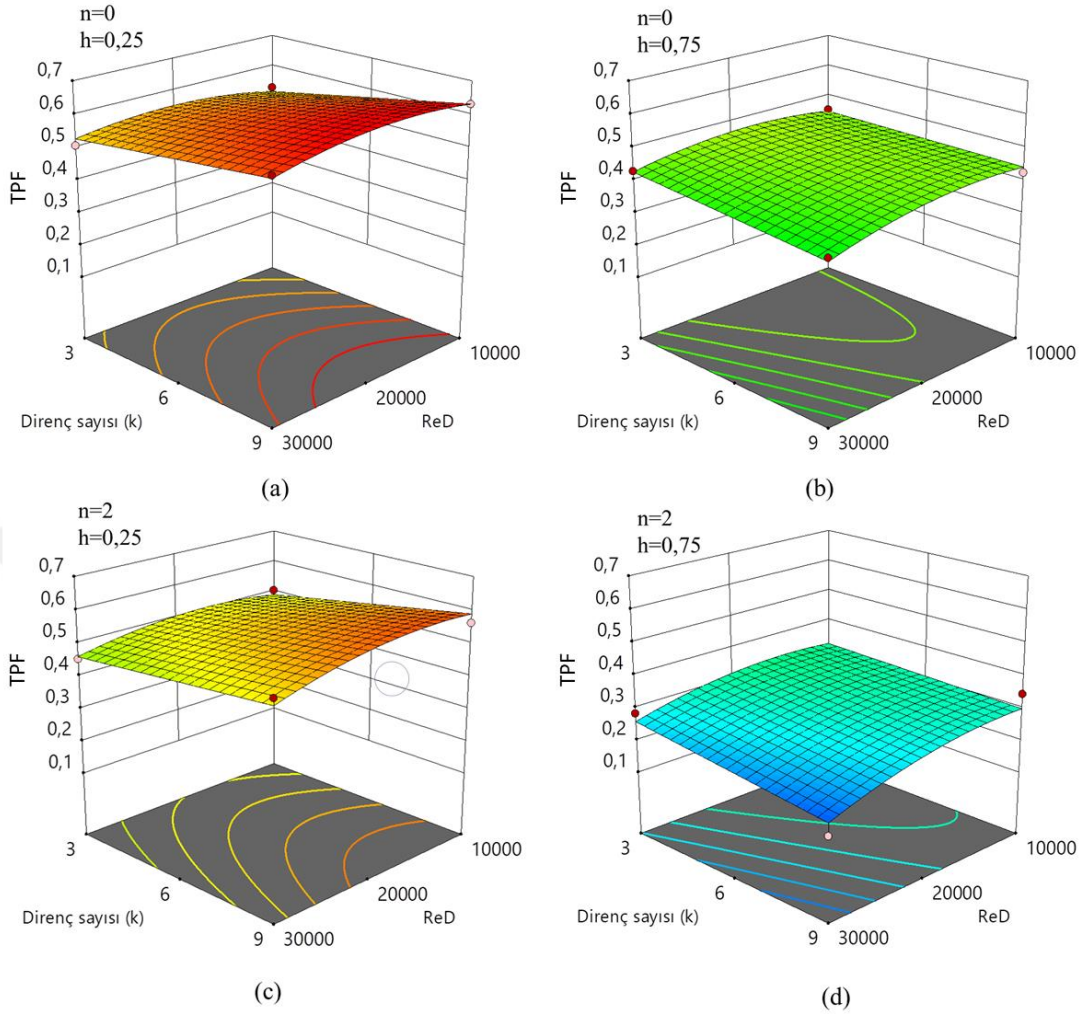 n=0
h=0,25
0,7
0,6
0,5
0,4
0,3
0,2
0,1
TPF
3
6
9
Direnç sayısı (k)
10000
20000
30000
ReD
(a)
n=0
h=0,75
0,7
0,6
0,5
0,4
0,3
0,2
0,1
TPF
3
6
9
Direnç sayısı (k)
10000
20000
30000
ReD
(b)
n=2
h=0,25
0,7
0,6
0,5
0,4
0,3
0,2
0,1
TPF
3
6
9
Direnç sayısı (k)
10000
20000
30000
ReD
(c)
n=2
h=0,75
0,7
0,6
0,5
0,4
0,3
0,2
0,1
TPF
3
6
9
Direnç sayısı (k)
10000
20000
30000
ReD
(d)